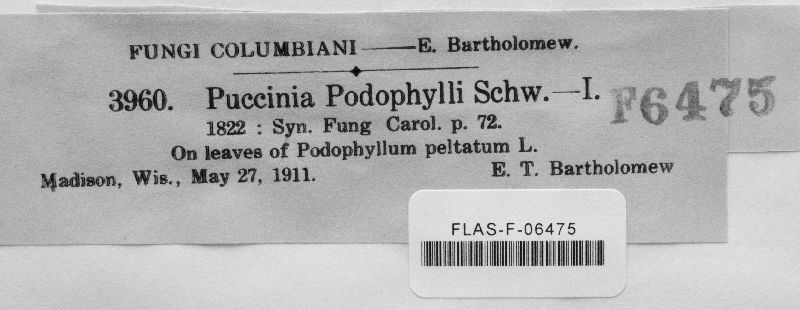 FUNGI COLUMBIANI — E. Bartholomew.
3960. Puccinia Podophylli Schw.—I.
F6475
1822 : Syn. Fung Carol. p. 72.
On leaves of Podophyllum peltatum L.
Madison, Wis., May 27, 1911. E. T. Bartholomew
FLAS-F-06475